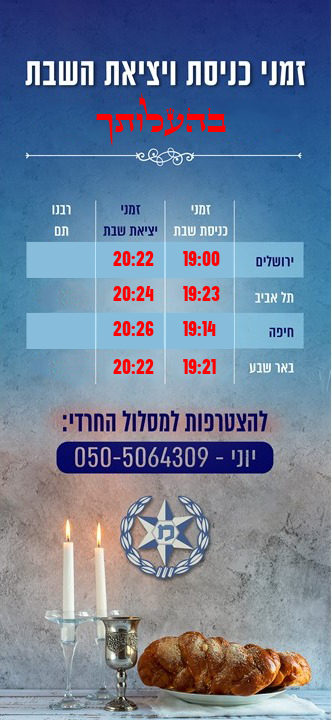 זמני כניסת ויציאת השבת
בהעלותך
זמני כניסת שבת זמני יציאת שבת רבנו תם
ירושלים 19:00 20:22
תל אביב 19:23 20:24
חיפה 19:14 20:26
באר שבע 19:21 20:22
להצטרפות למסלול החרדי:
יוני - 050-5064309